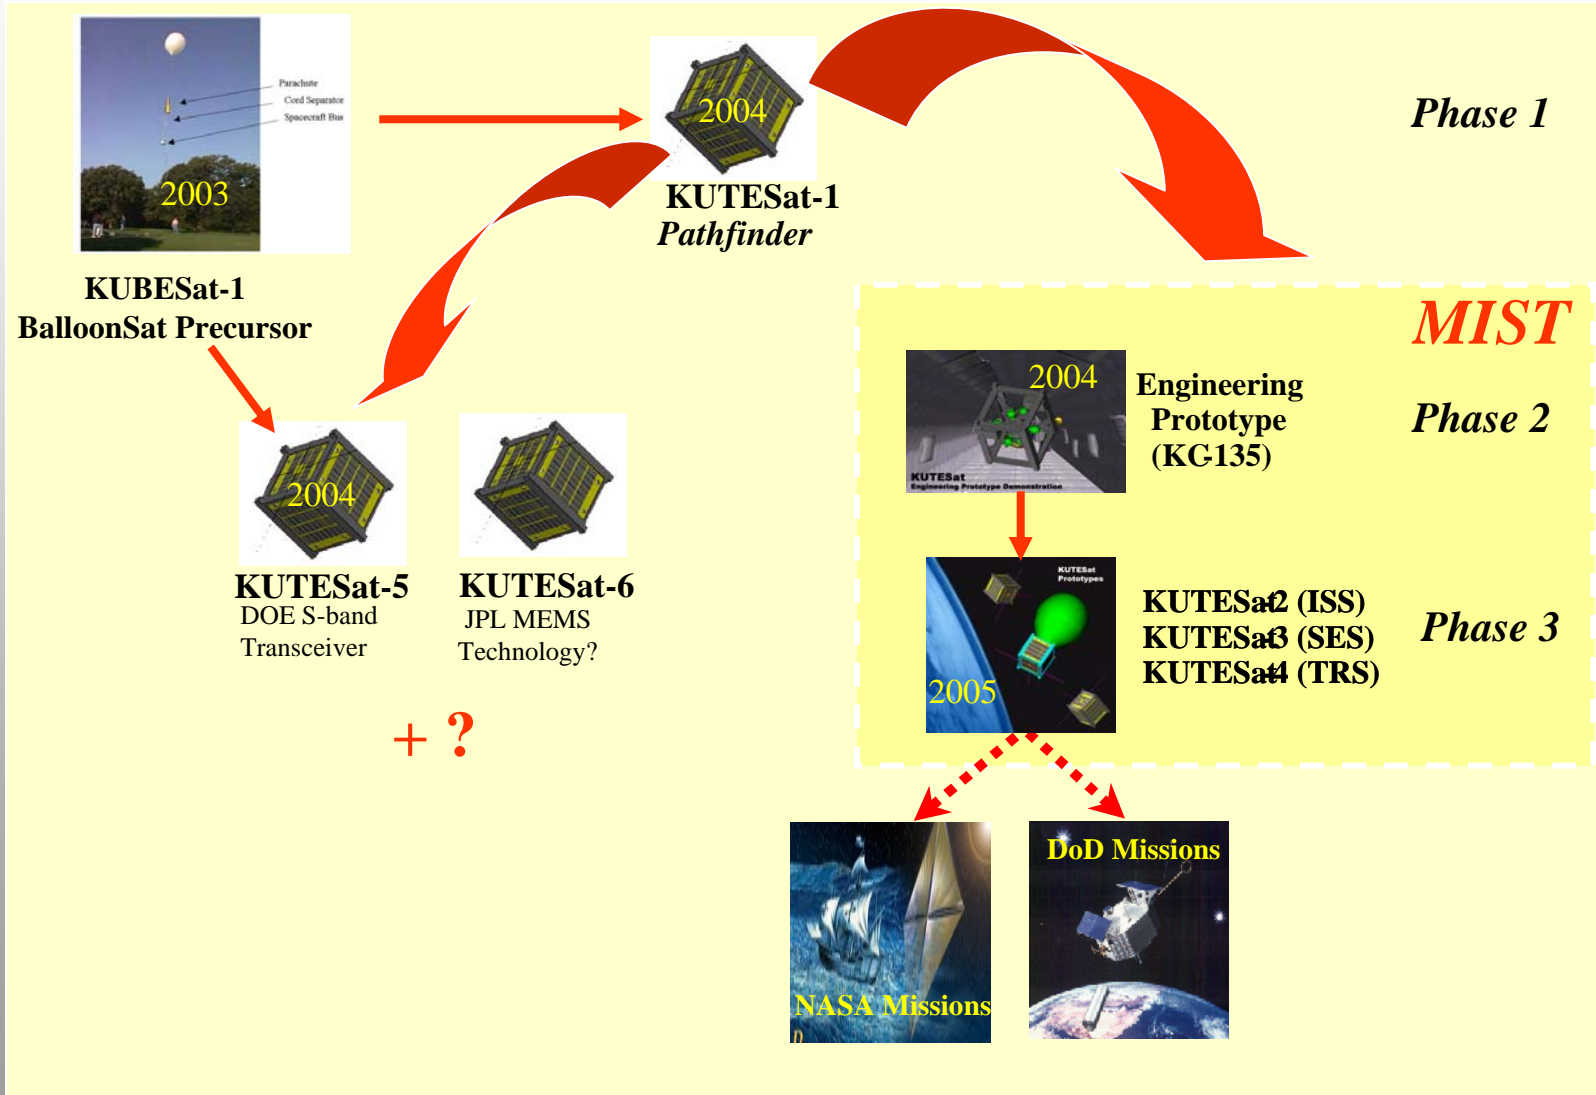 Parachute
Cord Separator
Spacecraft Bus
2003
KUBESat-1
BalloonSat Precursor
2004
KUTESat-1
Pathfinder
Phase 1
MIST
2004
KUTESat
Engineering Prototype Demonstration
Engineering
Prototype
(KC-135)
Phase 2
2004
KUTESat-5
DOE S-band
Transceiver
KUTESat-6
JPL MEMS
Technology?
+ ?
KUTESat
Prototypes
2005
KUTESat-2 (ISS)
KUTESat-3 (SES)
KUTESat-4 (TRS)
Phase 3
NASA Missions
DoD Missions